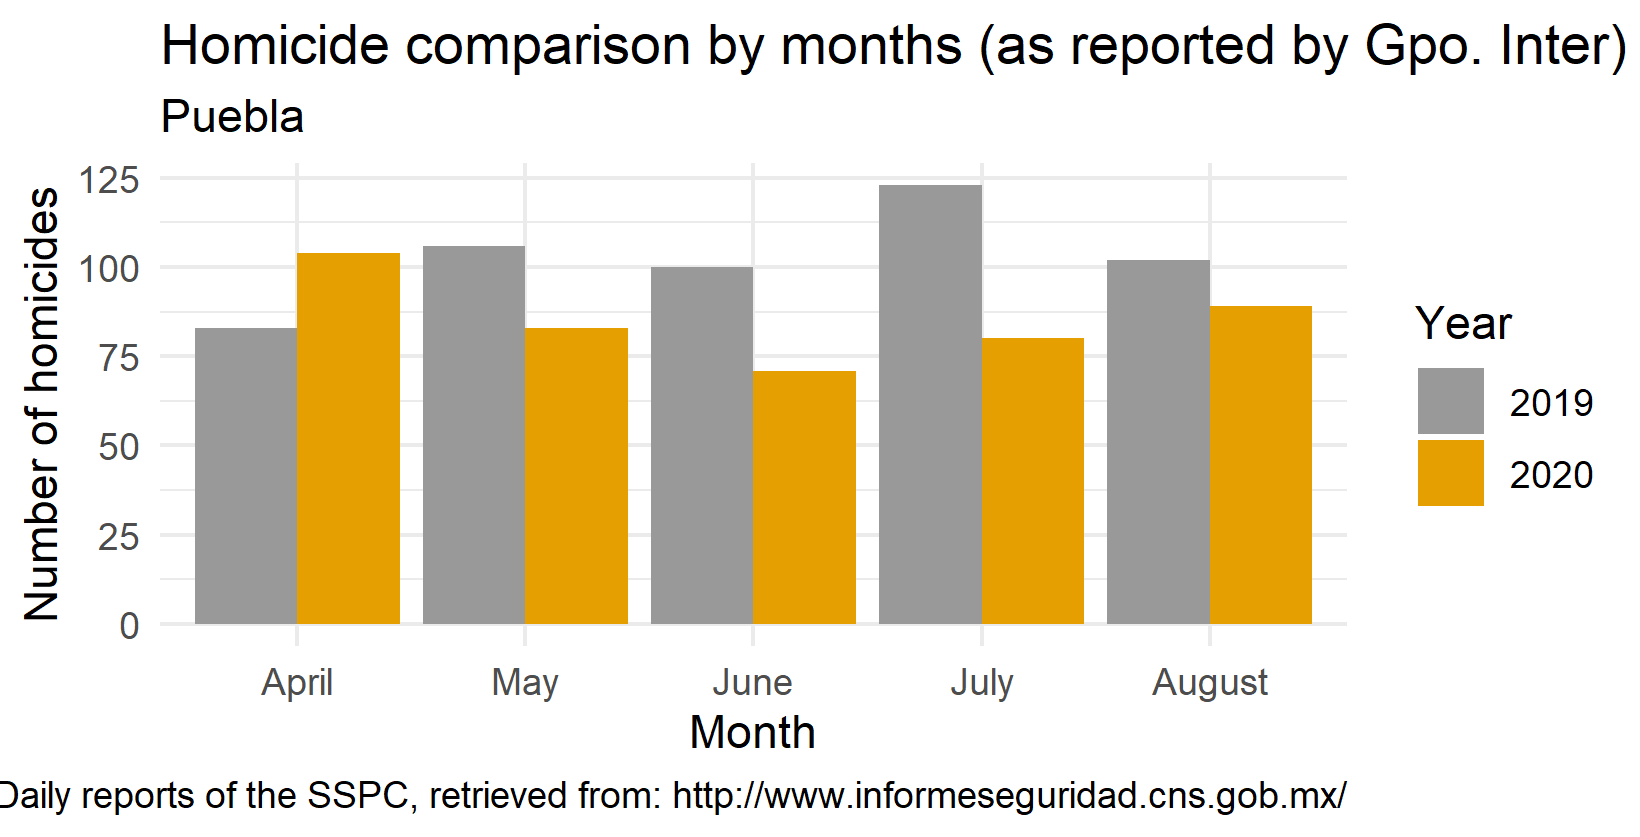 Homicide comparison by months (as reported by Gpo. Inter)
Puebla
Number of homicides
125
100
75
50
25
0
April May June July August
Month
Year
2019
2020
Daily reports of the SSPC, retrieved from: http://www.informeseguridad.cns.gob.mx/